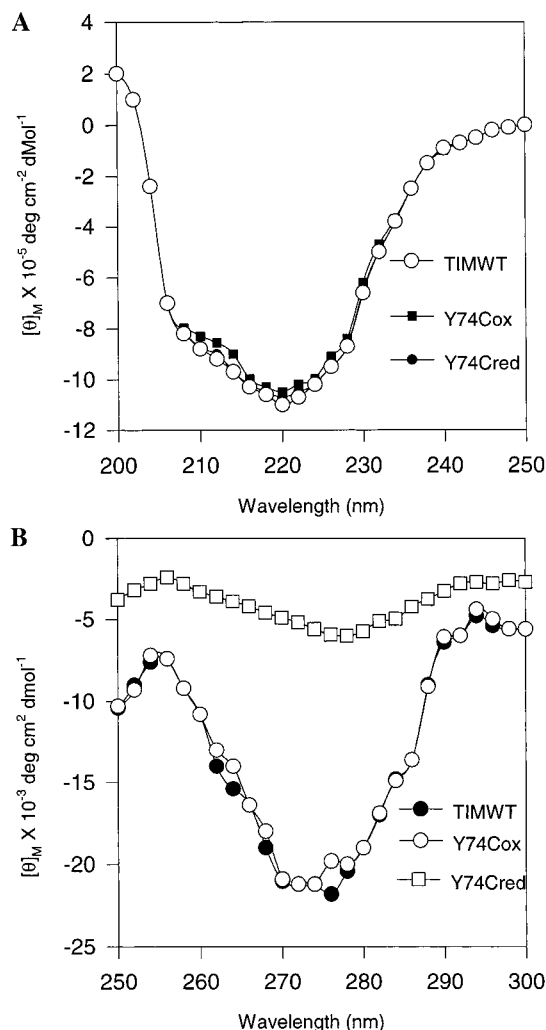 A
[θ]M X 10-5 deg cm-2 dMol-1
4
2
0
-2
-4
-6
-8
-10
-12
TIMWT
Y74Cox
Y74Cred
200 210 220 230 240 250
Wavelength (nm)
B
[θ]M X 10-3 deg cm2 dmol-1
0
-5
-10
-15
-20
-25
TIMWT
Y74Cox
Y74Cred
250 260 270 280 290 300
Wavelength (nm)